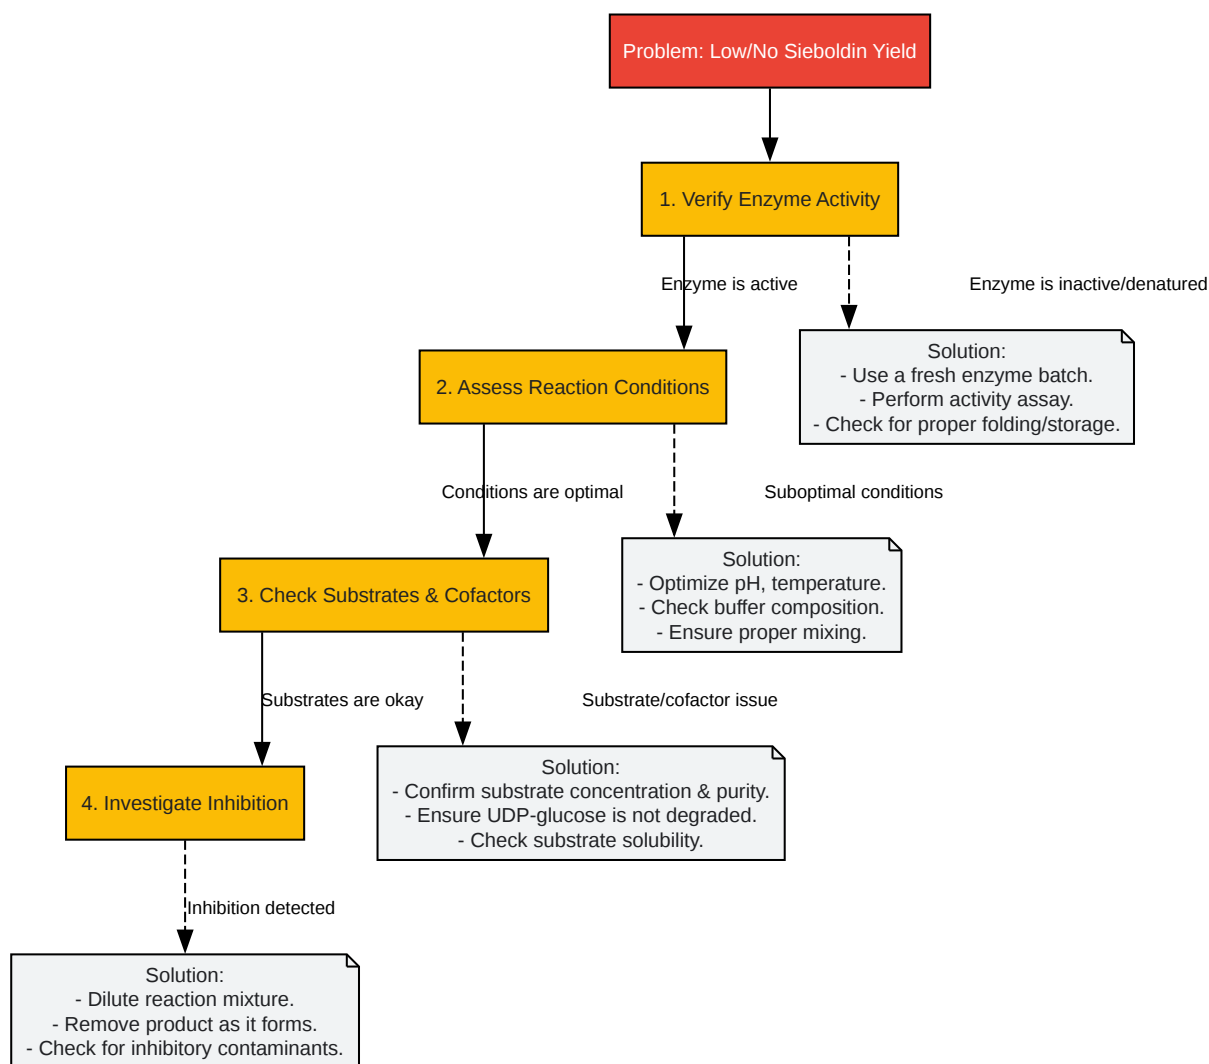 Problem: Low/No Sieboldin Yield
1. Verify Enzyme Activity
Enzyme is active
Enzyme is inactive/denatured
Solution:
- Use a fresh enzyme batch.
- Perform activity assay.
- Check for proper folding/storage.
2. Assess Reaction Conditions
Conditions are optimal
Suboptimal conditions
Solution:
- Optimize pH, temperature.
- Check buffer composition.
- Ensure proper mixing.
3. Check Substrates & Cofactors
Substrates are okay
Substrate/cofactor issue
Solution:
- Confirm substrate concentration & purity.
- Ensure UDP-glucose is not degraded.
- Check substrate solubility.
4. Investigate Inhibition
Inhibition detected
Solution:
- Dilute reaction mixture.
- Remove product as it forms.
- Check for inhibitory contaminants.